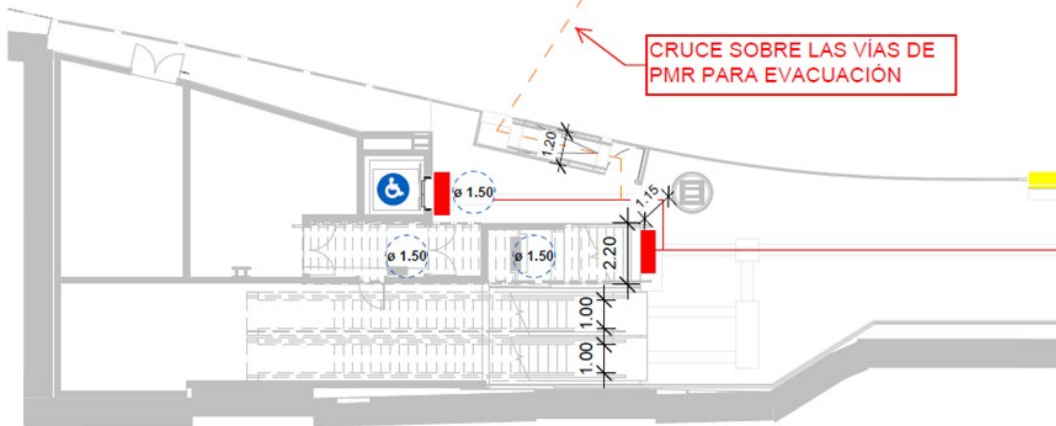 CRUCE SOBRE LAS VÍAS DE
PMR PARA EVACUACIÓN
1.20
ø 1.50
1.15
ø 1.50
ø 1.50
2.20
1.00
1.00